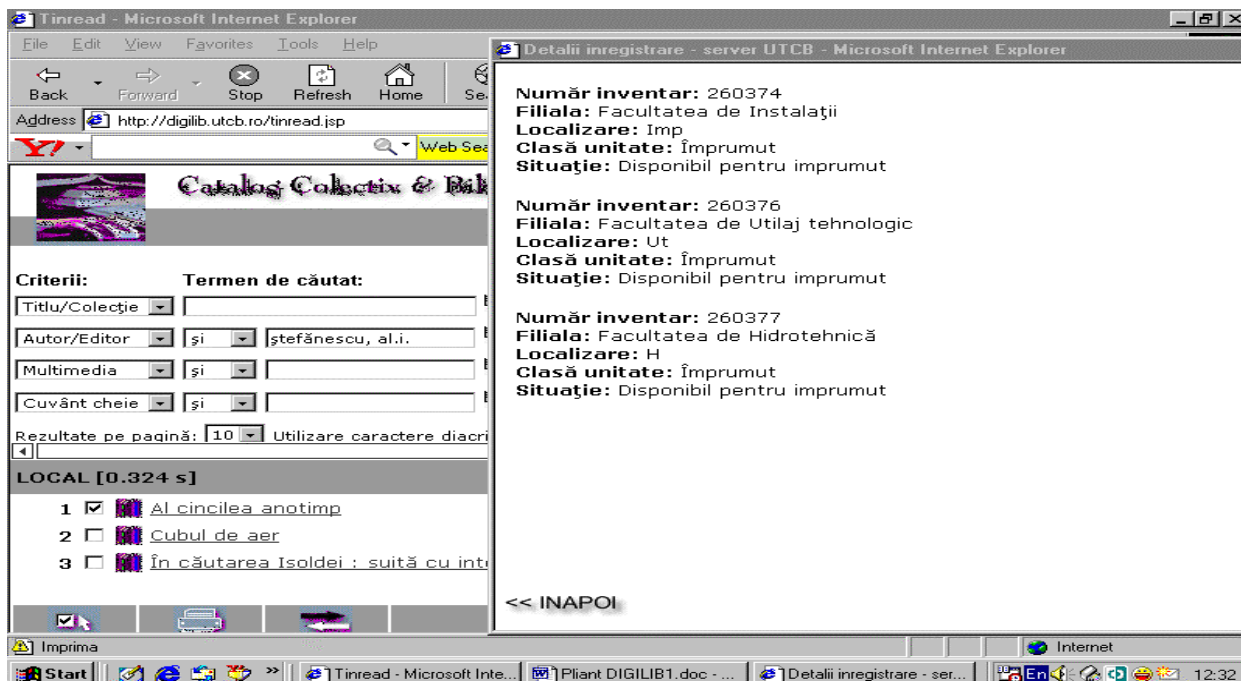 Tinread - Microsoft Internet Explorer
File Edit View Favorites Tools Help
Back Forward Stop Refresh Home
Address http://digilib.utcb.ro/tinread.jsp
Y! Web Sea
Catalog Colectiv & Bib
Criterii: Termen de căutat:
Titlu/Colecţie
Autor/Editor şi ştefănescu, al.i.
Multimedia şi
Cuvânt cheie şi
Rezultate pe pagină: 10 Utilizare caractere diacri
LOCAL [0.324 s]
1 Al cincilea anotimp
2 Cubul de aer
3 În căutarea Isoldei : suită cu int
Detalii inregistrare - server UTCB - Microsoft Internet Explorer
Număr inventar: 260374
Filiala: Facultatea de Instalaţii
Localizare: Imp
Clasă unitate: Împrumut
Situaţie: Disponibil pentru imprumut
Număr inventar: 260376
Filiala: Facultatea de Utilaj tehnologic
Localizare: Ut
Clasă unitate: Împrumut
Situaţie: Disponibil pentru imprumut
Număr inventar: 260377
Filiala: Facultatea de Hidrotehnică
Localizare: H
Clasă unitate: Împrumut
Situaţie: Disponibil pentru imprumut
<< INAPOI
Imprima Internet
Start » Tinread - Microsoft Inte... Pliant DIGILIB1.doc - ... Detalii inregistrare - ser... En 12:32